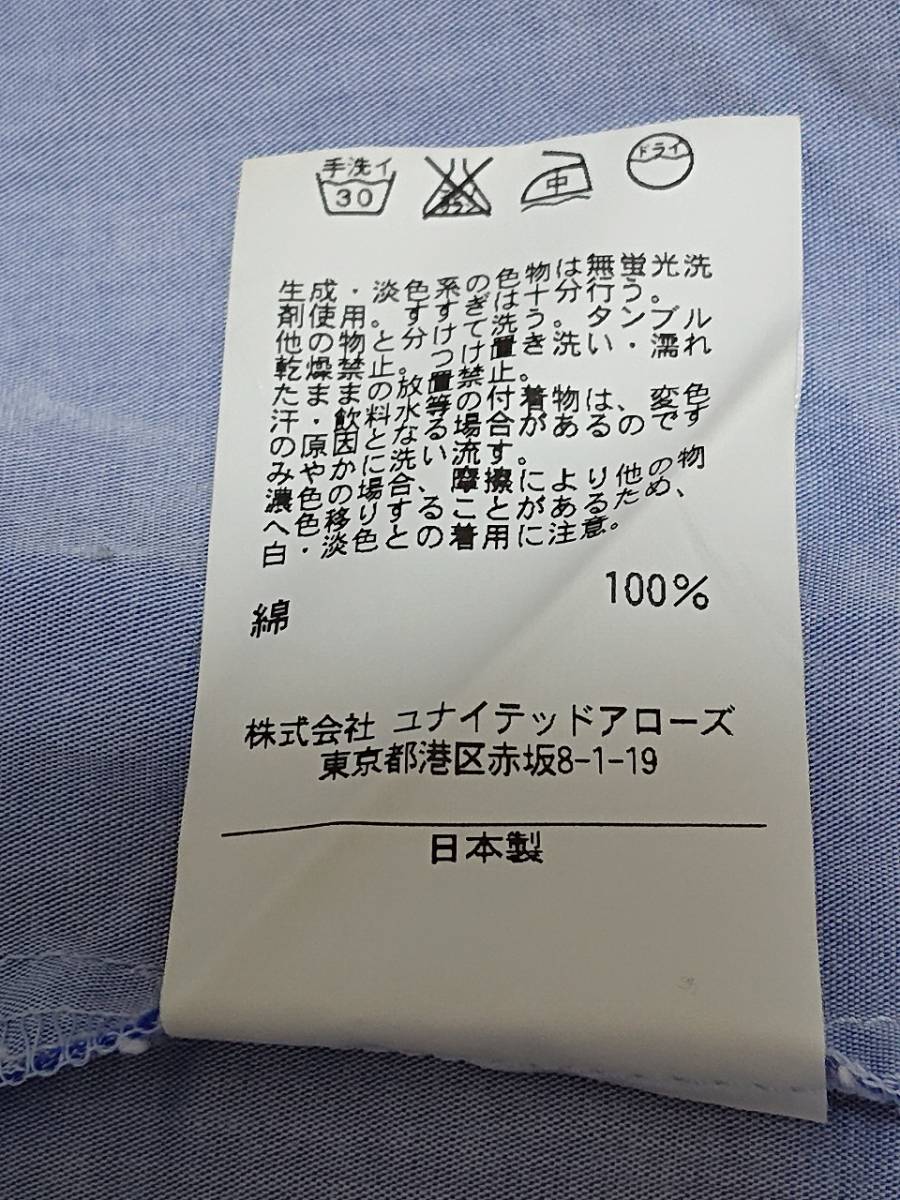 手洗イ
30
中
ドライ
生成・淡色系の色物は無蛍光洗
剤使用。すすぎは十分行う。
他の物と分けて洗う。タンブル
乾燥禁止。つけ置き洗い・濡れ
たままの放置禁止。
汗・飲料水等の付着物は、変色
の原因となる場合があるのです
みやかに洗い流す。
濃色の場合、摩擦により他の物
へ色移りすることがあるため、
白・淡色との着用に注意。
綿 100%
株式会社 ユナイテッドアローズ
東京都港区赤坂8-1-19
日本製